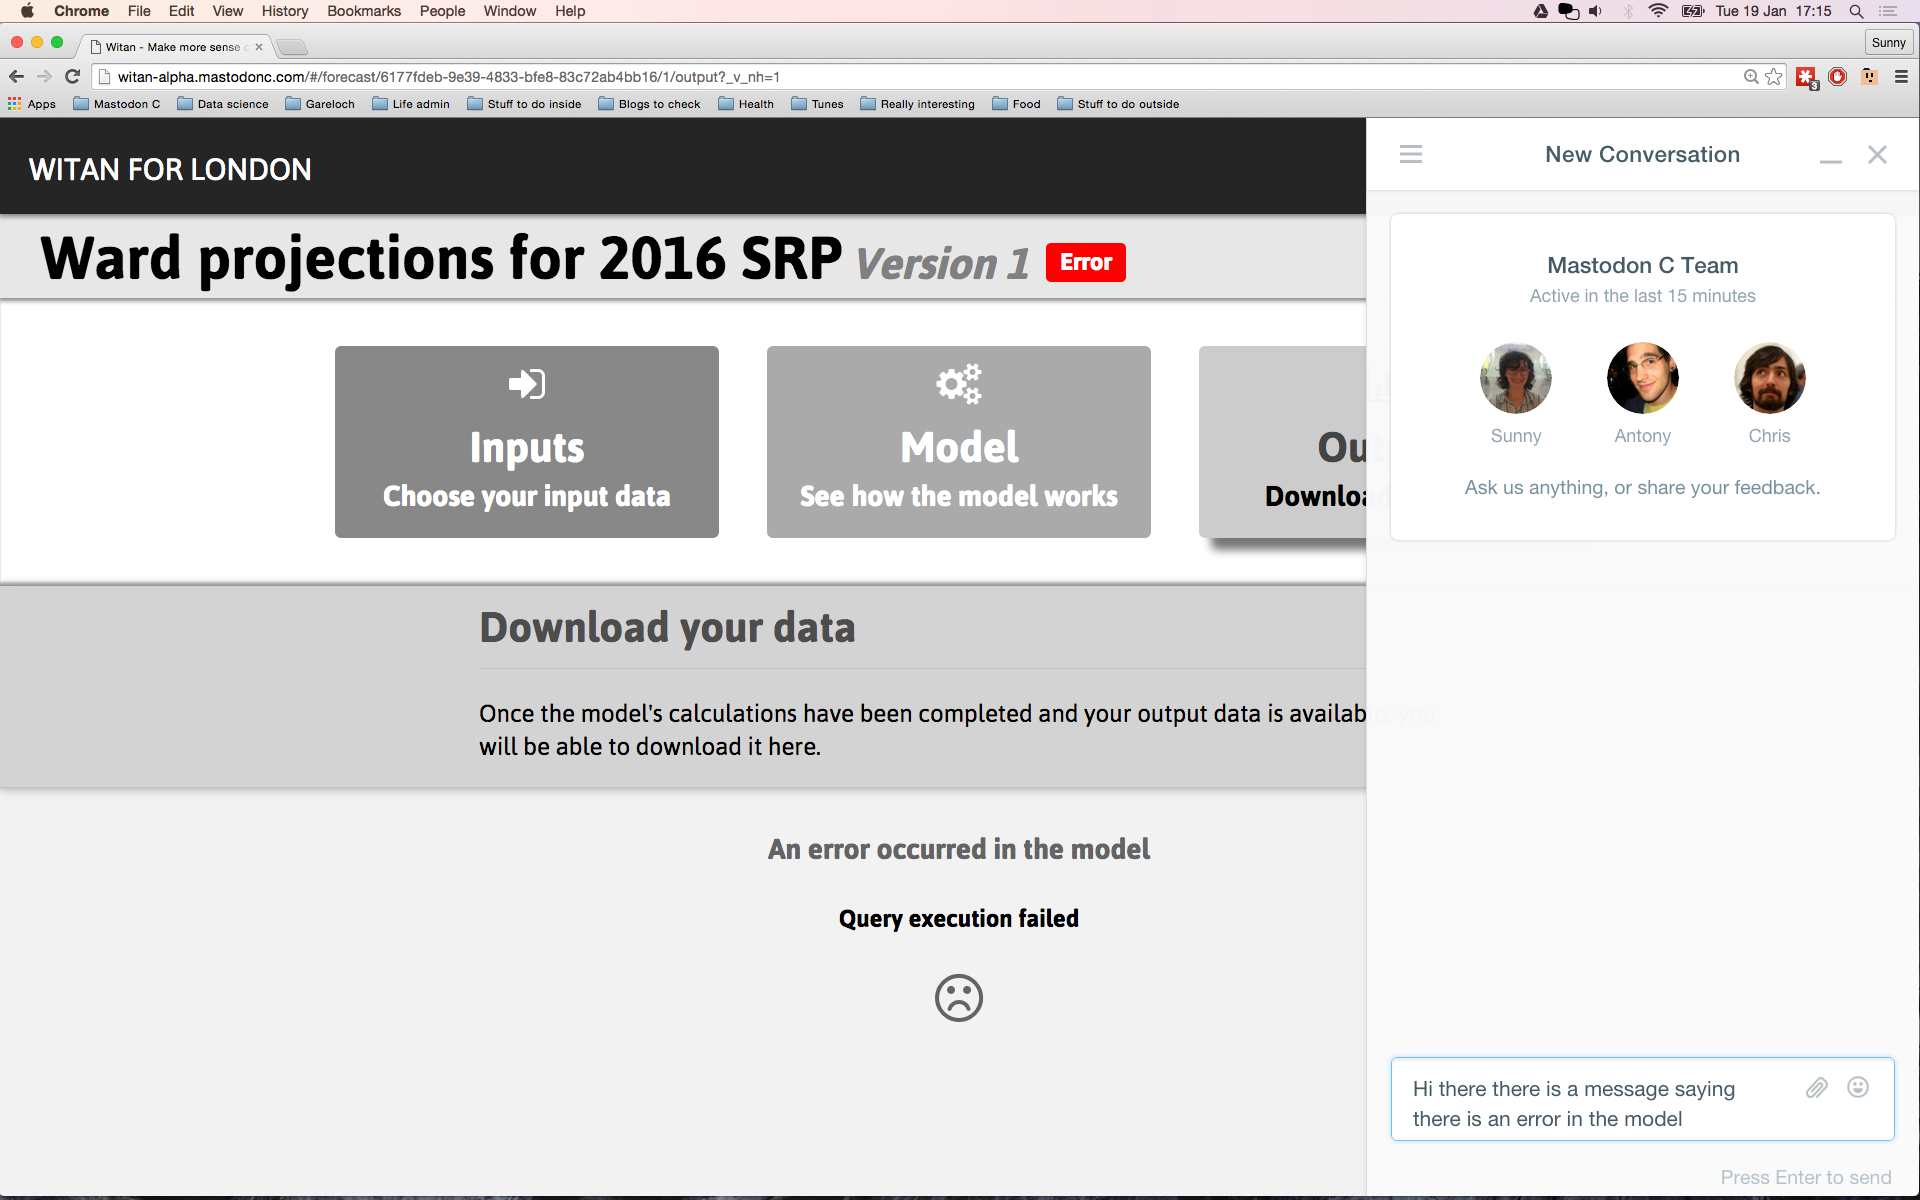 Chrome File Edit View History Bookmarks People Window Help Tue 19 Jan 17:15
Witan - Make more sense Sunny
witan-alpha.mastodonc.com/#/forecast/6177fdeb-9e39-4833-bfe8-83c72ab4bb16/1/output?_v_nh=1
Apps Mastodon C Data science Gareloch Life admin Stuff to do inside Blogs to check Health Tunes Really interesting Food Stuff to do outside
WITAN FOR LONDON
Ward projections for 2016 SRP Version 1 Error
Inputs
Choose your input data
Model
See how the model works
Out
Download
Download your data
Once the model's calculations have been completed and your output data is available, you
will be able to download it here.
An error occurred in the model
Query execution failed
New Conversation
Mastodon C Team
Active in the last 15 minutes
Sunny Antony Chris
Ask us anything, or share your feedback.
Hi there there is a message saying
there is an error in the model
Press Enter to send